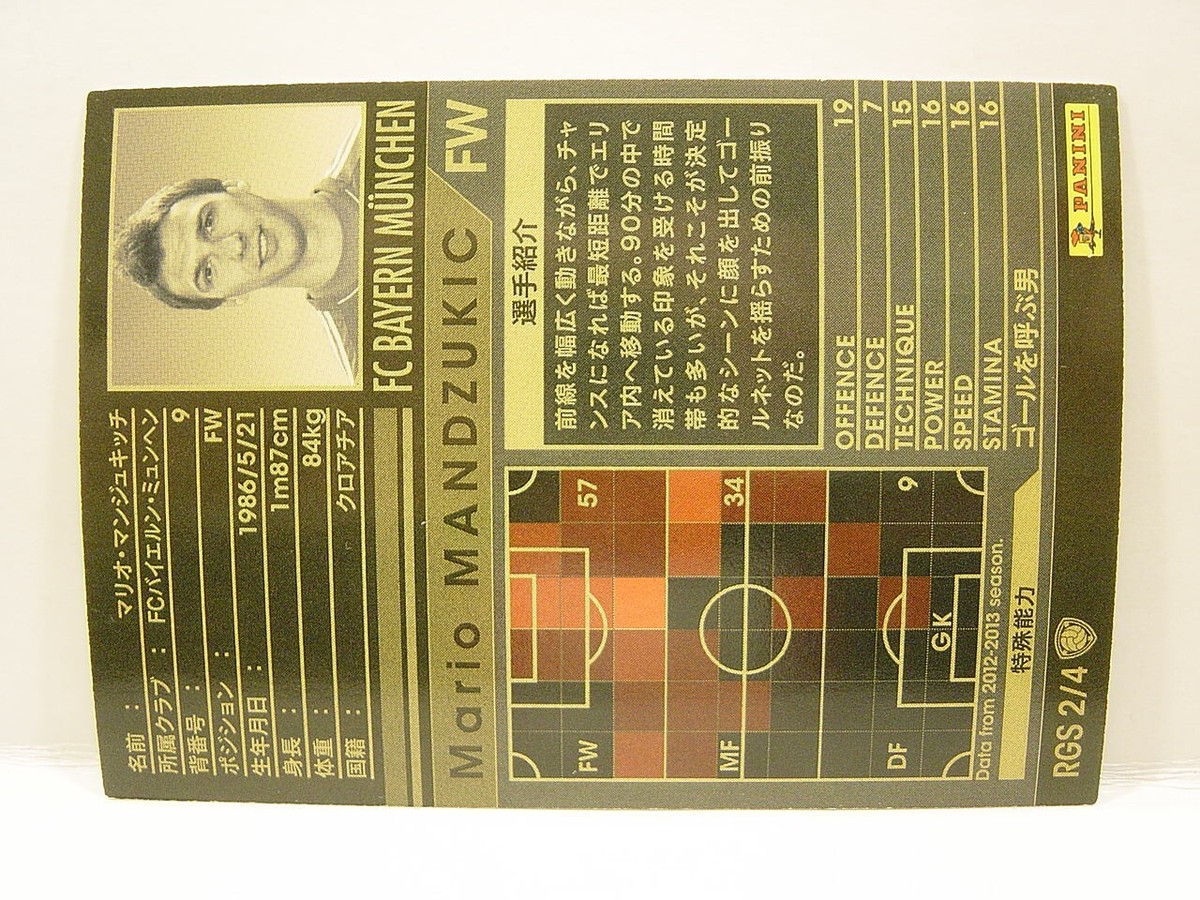 名前 : マリオ・マンジュキッチ
所属クラブ : FCバイエルン・ミュンヘン
背番号 : 9
ポジション : FW
生年月日 : 1986/5/21
身長 : 1m87cm
体重 : 84kg
国籍 : クロアチア
FC BAYERN MÜNCHEN
Mario MANDZUKIC FW
選手紹介
前線を幅広く動きながら、チャ
ンスになれば最短距離でエリ
ア内へ移動する。90分の中で
消えている印象を受ける時間
帯も多いが、それこそが決定
的なシーンに顔を出してゴー
ルネットを揺らすための前振り
なのだ。
FW 57
MF 34
DF 9
GK
Data from 2012-2013 season.
OFFENCE 19
DEFENCE 7
TECHNIQUE 15
POWER 16
SPEED 16
STAMINA 16
特殊能力 ゴールを呼ぶ男
RGS 2/4
PANINI